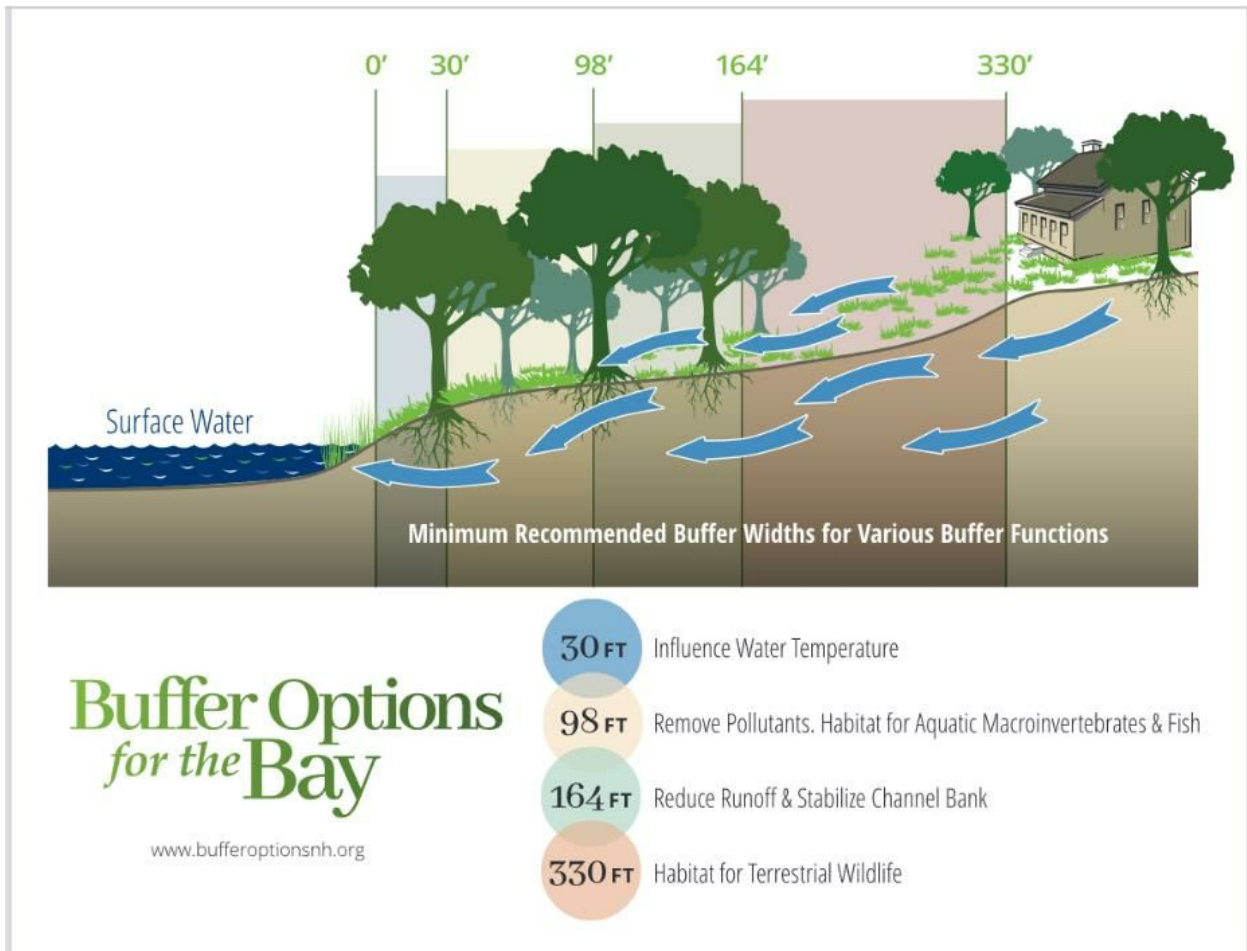 0’ 30’ 98’ 164’ 330’
Surface Water
Minimum Recommended Buffer Widths for Various Buffer Functions
Buffer Options
for the Bay
www.bufferoptionsnh.org
30 FT Influence Water Temperature
98 FT Remove Pollutants. Habitat for Aquatic Macroinvertebrates & Fish
164 FT Reduce Runoff & Stabilize Channel Bank
330 FT Habitat for Terrestrial Wildlife